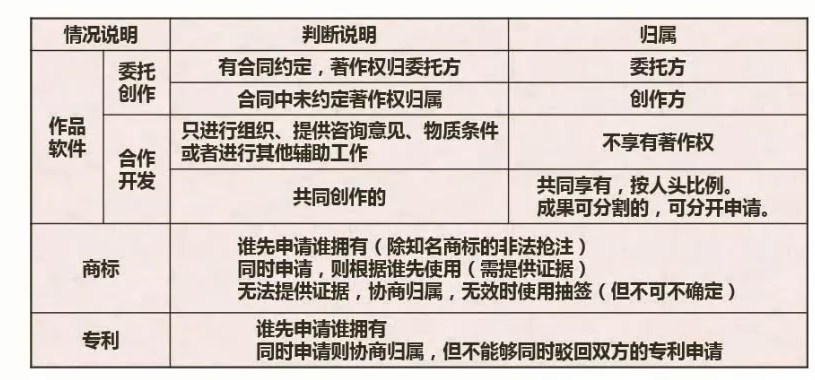 情况说明 判断说明 归属
作品
软件
委托
创作
有合同约定，著作权归委托方 委托方
合同中未约定著作权归属 创作方
合作
开发
只进行组织、提供咨询意见、物质条件
或者进行其他辅助工作
不享有著作权
共同创作的
共同享有，按人头比例。
成果可分割的，可分开申请。
商标
谁先申请谁拥有（除知名商标的非法抢注）
同时申请，则根据谁先使用（需提供证据）
无法提供证据，协商归属，无效时使用抽签（但不可不确定）
专利
谁先申请谁拥有
同时申请则协商归属，但不能够同时驳回双方的专利申请